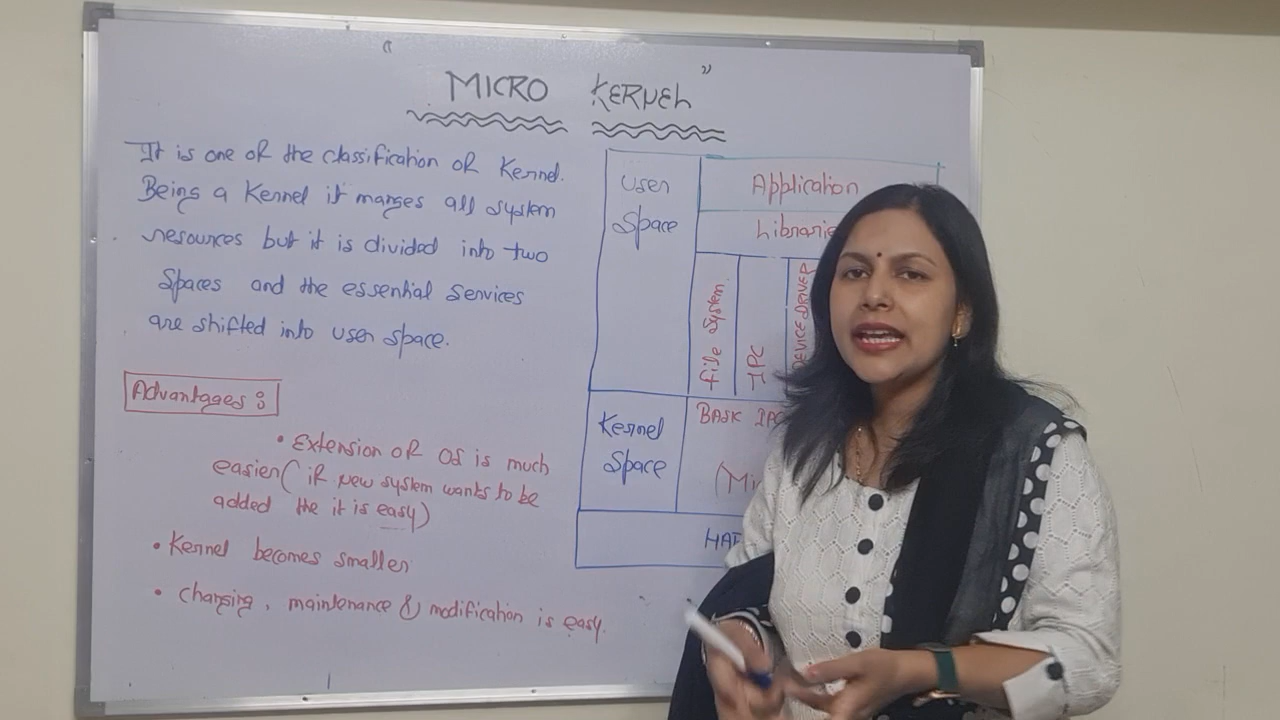 " MICRO KERNEL "
It is one of the classification of Kernel.
Being a Kernel it manges all system
resources but it is divided into two
Spaces and the essential services
are shifted into user space.
Advantages :
• Extension of OS is much
easier ( if new system wants to be
added the it is easy)
• Kernel becomes smaller
• Changing, maintenance & modification is easy.
User
Space
Application
Libraries
File System
IPC
DEVICE DRIVER
Kernel
Space
BASIC IPC
(Mi
HAR